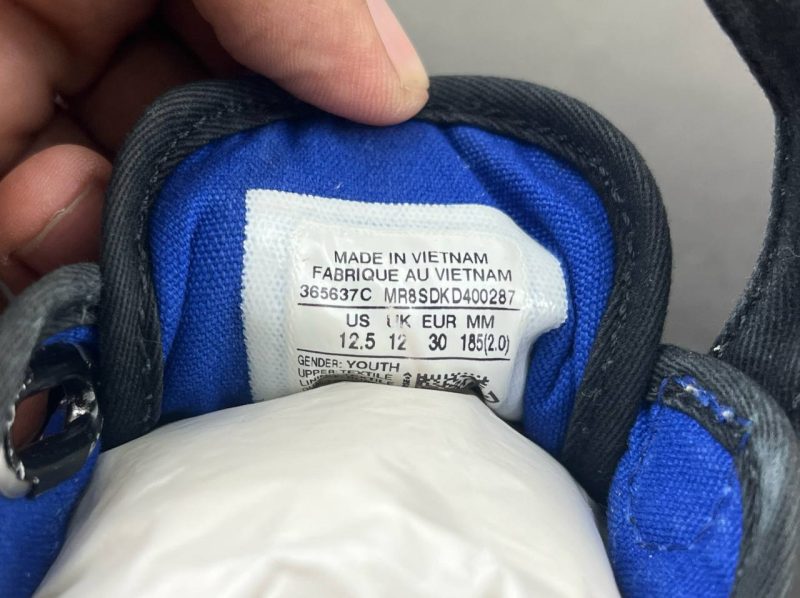 MADE IN VIETNAM
FABRIQUE AU VIETNAM
365637C MR8SDKD400287
US UK EUR MM
12.5 12 30 185(2.0)
GENDER: YOUTH
UPPER TEXTILE